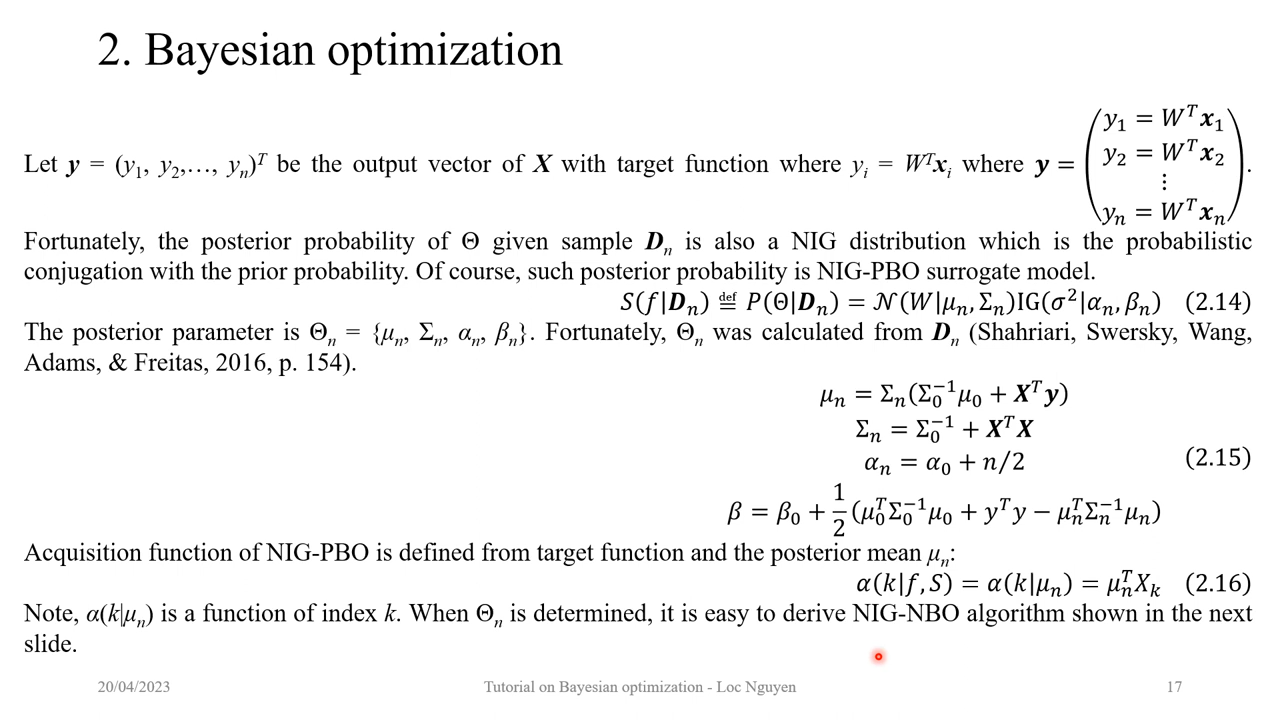 2. Bayesian optimization
Let y = (y₁, y₂,…, yₙ)ᵀ be the output vector of X with target function where yᵢ = Wᵀxᵢ where y = (y₁ = Wᵀx₁
y₂ = Wᵀx₂
⋮
yₙ = Wᵀxₙ).
Fortunately, the posterior probability of Θ given sample Dₙ is also a NIG distribution which is the probabilistic
conjugation with the prior probability. Of course, such posterior probability is NIG-PBO surrogate model.
S(f|Dₙ) ≝ P(Θ|Dₙ) = 𝒩(W|μₙ, Σₙ)IG(σ²|αₙ, βₙ) (2.14)
The posterior parameter is Θₙ = {μₙ, Σₙ, αₙ, βₙ}. Fortunately, Θₙ was calculated from Dₙ (Shahriari, Swersky, Wang,
Adams, & Freitas, 2016, p. 154).
μₙ = Σₙ(Σ₀⁻¹μ₀ + Xᵀy)
Σₙ = Σ₀⁻¹ + XᵀX
αₙ = α₀ + n/2 (2.15)
β = β₀ + 1/2 (μ₀ᵀΣ₀⁻¹μ₀ + yᵀy − μₙᵀΣₙ⁻¹μₙ)
Acquisition function of NIG-PBO is defined from target function and the posterior mean μₙ:
α(k|f, S) = α(k|μₙ) = μₙᵀXₖ (2.16)
Note, α(k|μₙ) is a function of index k. When Θₙ is determined, it is easy to derive NIG-NBO algorithm shown in the next
slide.
20/04/2023 Tutorial on Bayesian optimization - Loc Nguyen 17